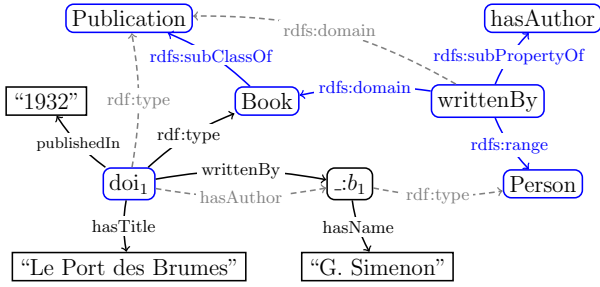 Publication
hasAuthor
rdfs:domain
rdfs:subClassOf
rdfs:subPropertyOf
“1932”
rdf:type
Book
rdfs:domain
writtenBy
publishedIn
rdf:type
rdfs:range
writtenBy
doi₁
hasAuthor
_:b₁
rdf:type
Person
hasTitle
hasName
“Le Port des Brumes”
“G. Simenon”